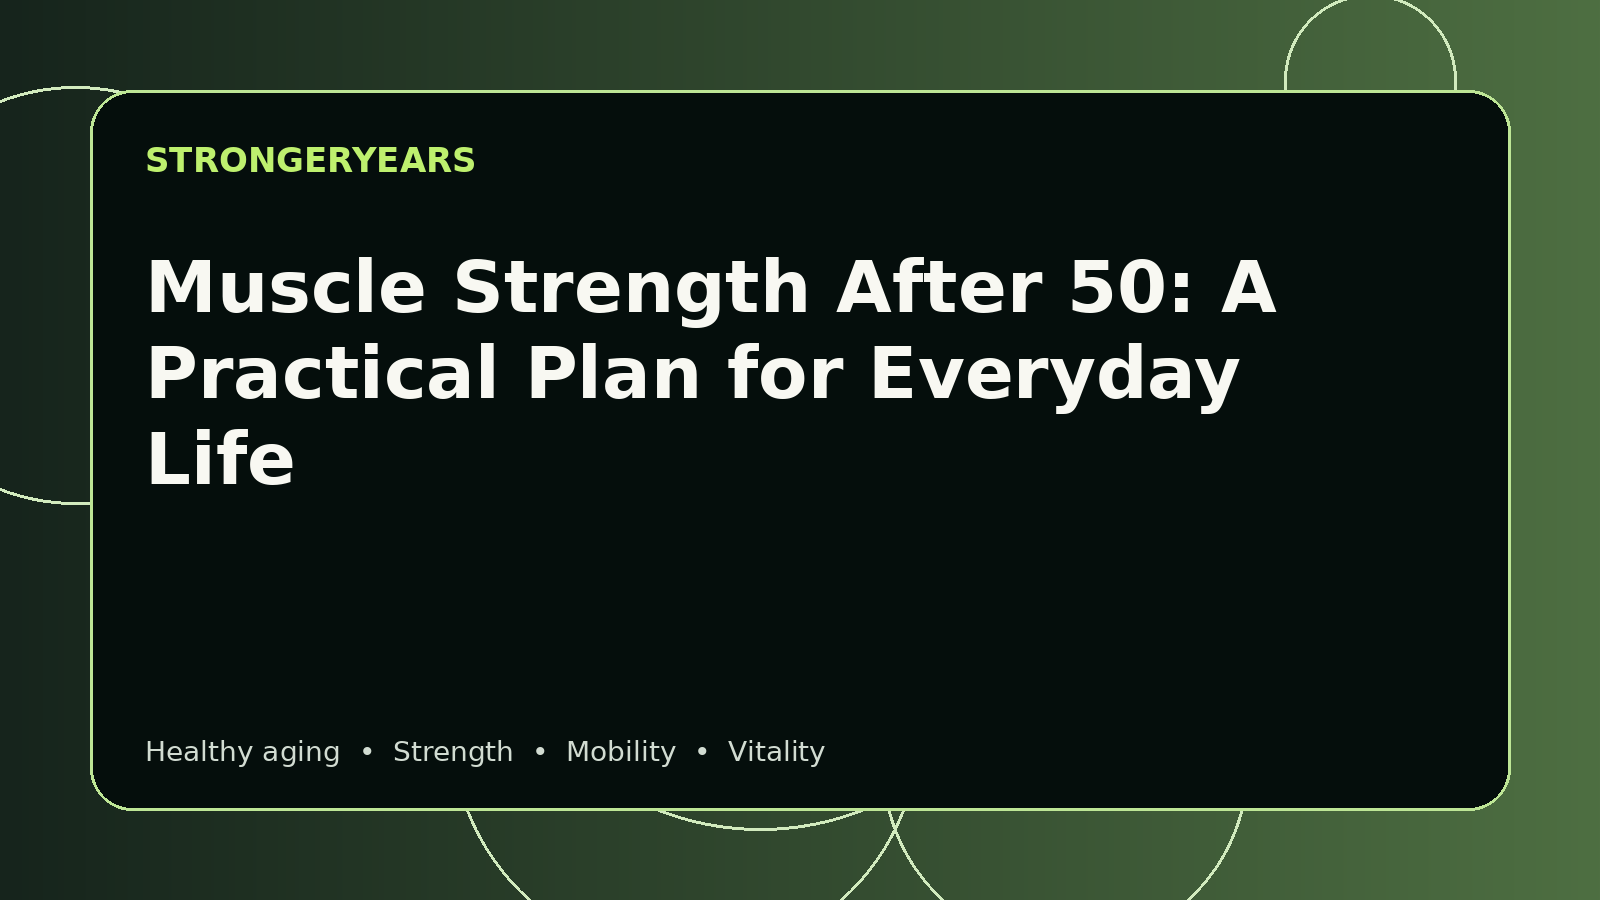 STRONGERYEARS
Muscle Strength After 50: A
Practical Plan for Everyday
Life
Healthy aging • Strength • Mobility • Vitality